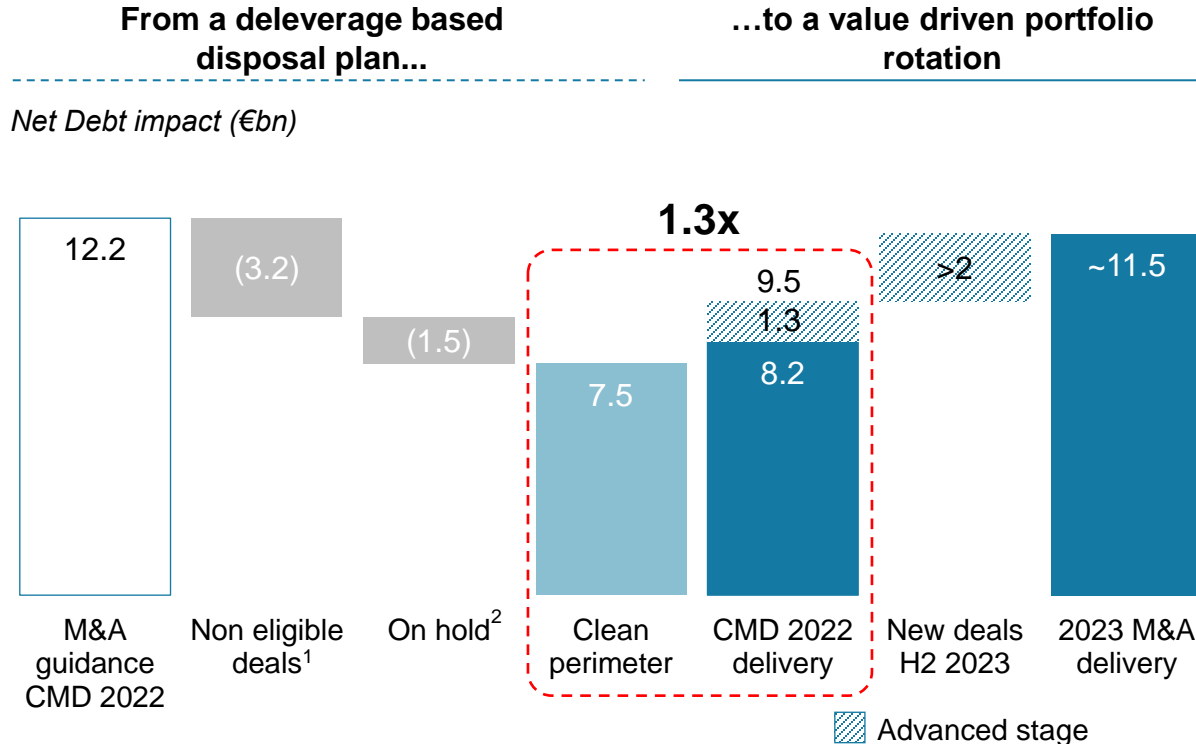 From a deleverage based
disposal plan...
…to a value driven portfolio
rotation
Net Debt impact (€bn)
1.3x
12.2
(3.2)
(1.5)
7.5
9.5
1.3
8.2
>2
~11.5
M&A
guidance
CMD 2022
Non eligible
deals1
On hold2
Clean
perimeter
CMD 2022
delivery
New deals
H2 2023
2023 M&A
delivery
Advanced stage